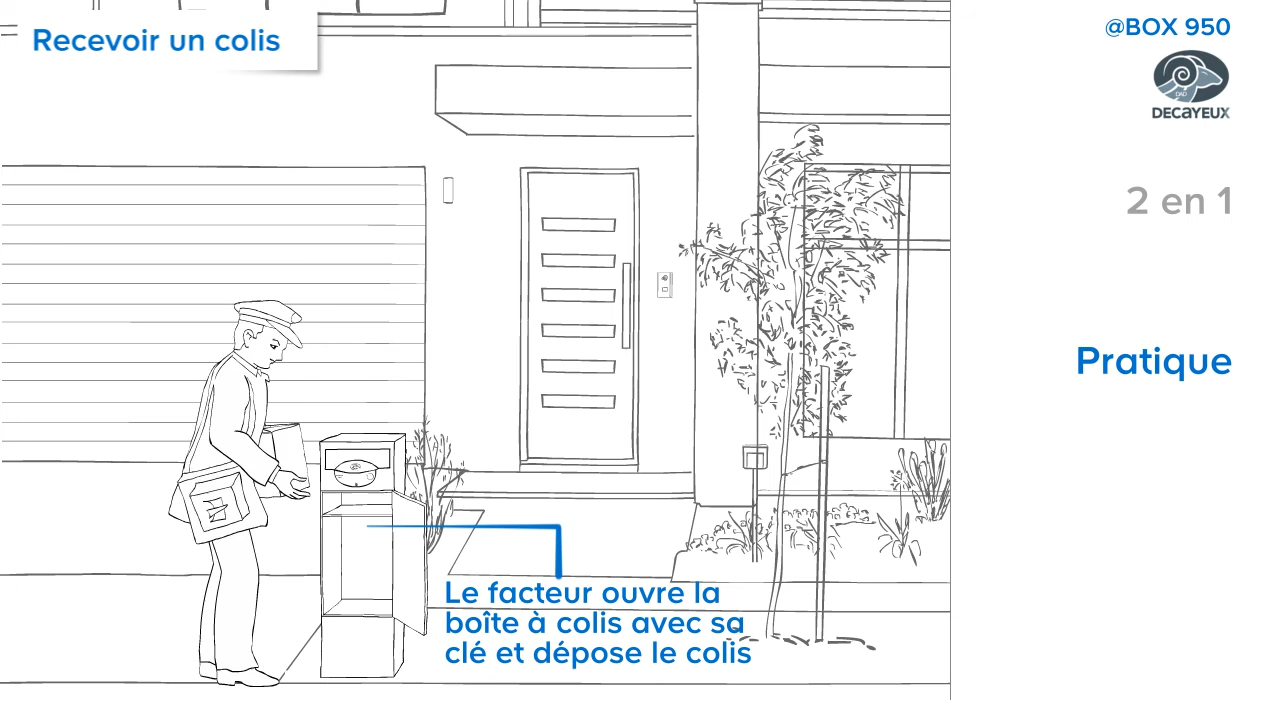 Recevoir un colis
@BOX 950
DAD
DECAYEUX
2 en 1
Pratique
Le facteur ouvre la
boîte à colis avec sa
clé et dépose le colis